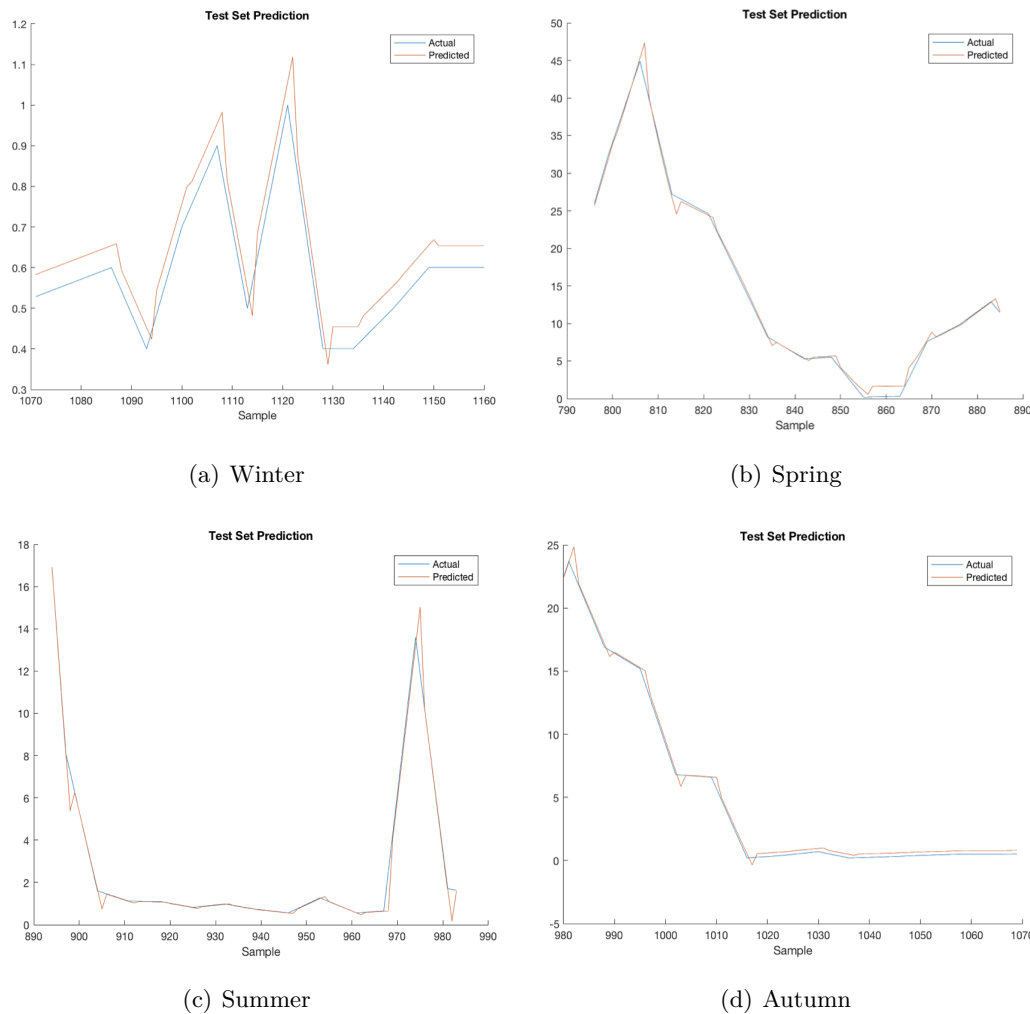 Test Set Prediction
1.2
1.1
1
0.9
0.8
0.7
0.6
0.5
0.4
0.3
Actual
Predicted
1070 1080 1090 1100 1110 1120 1130 1140 1150 1160
Sample
(a) Winter
Test Set Prediction
50
45
40
35
30
25
20
15
10
5
0
Actual
Predicted
790 800 810 820 830 840 850 860 870 880 890
Sample
(b) Spring
Test Set Prediction
18
16
14
12
10
8
6
4
2
0
Actual
Predicted
890 900 910 920 930 940 950 960 970 980 990
Sample
(c) Summer
Test Set Prediction
25
20
15
10
5
0
-5
Actual
Predicted
980 990 1000 1010 1020 1030 1040 1050 1060 1070
Sample
(d) Autumn